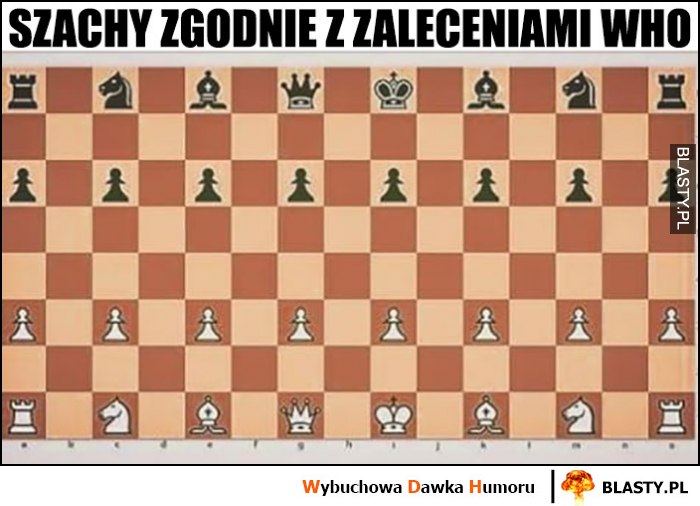 SZACHY ZGODNIE Z ZALECENIAMI WHO
BLASTY.PL
a b c d e f g h i j k l m n o
Wybuchowa Dawka Humoru BLASTY.PL